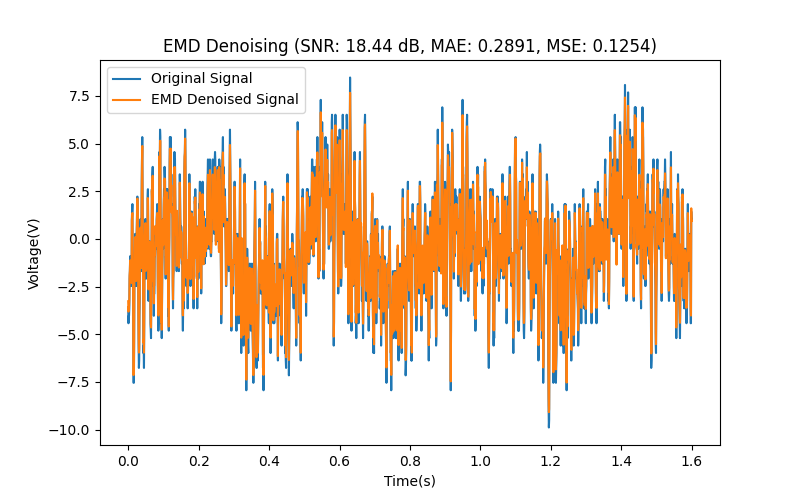 EMD Denoising (SNR: 18.44 dB, MAE: 0.2891, MSE: 0.1254)
Original Signal
EMD Denoised Signal
7.5
5.0
2.5
0.0
−2.5
−5.0
−7.5
−10.0
Voltage(V)
0.0 0.2 0.4 0.6 0.8 1.0 1.2 1.4 1.6
Time(s)